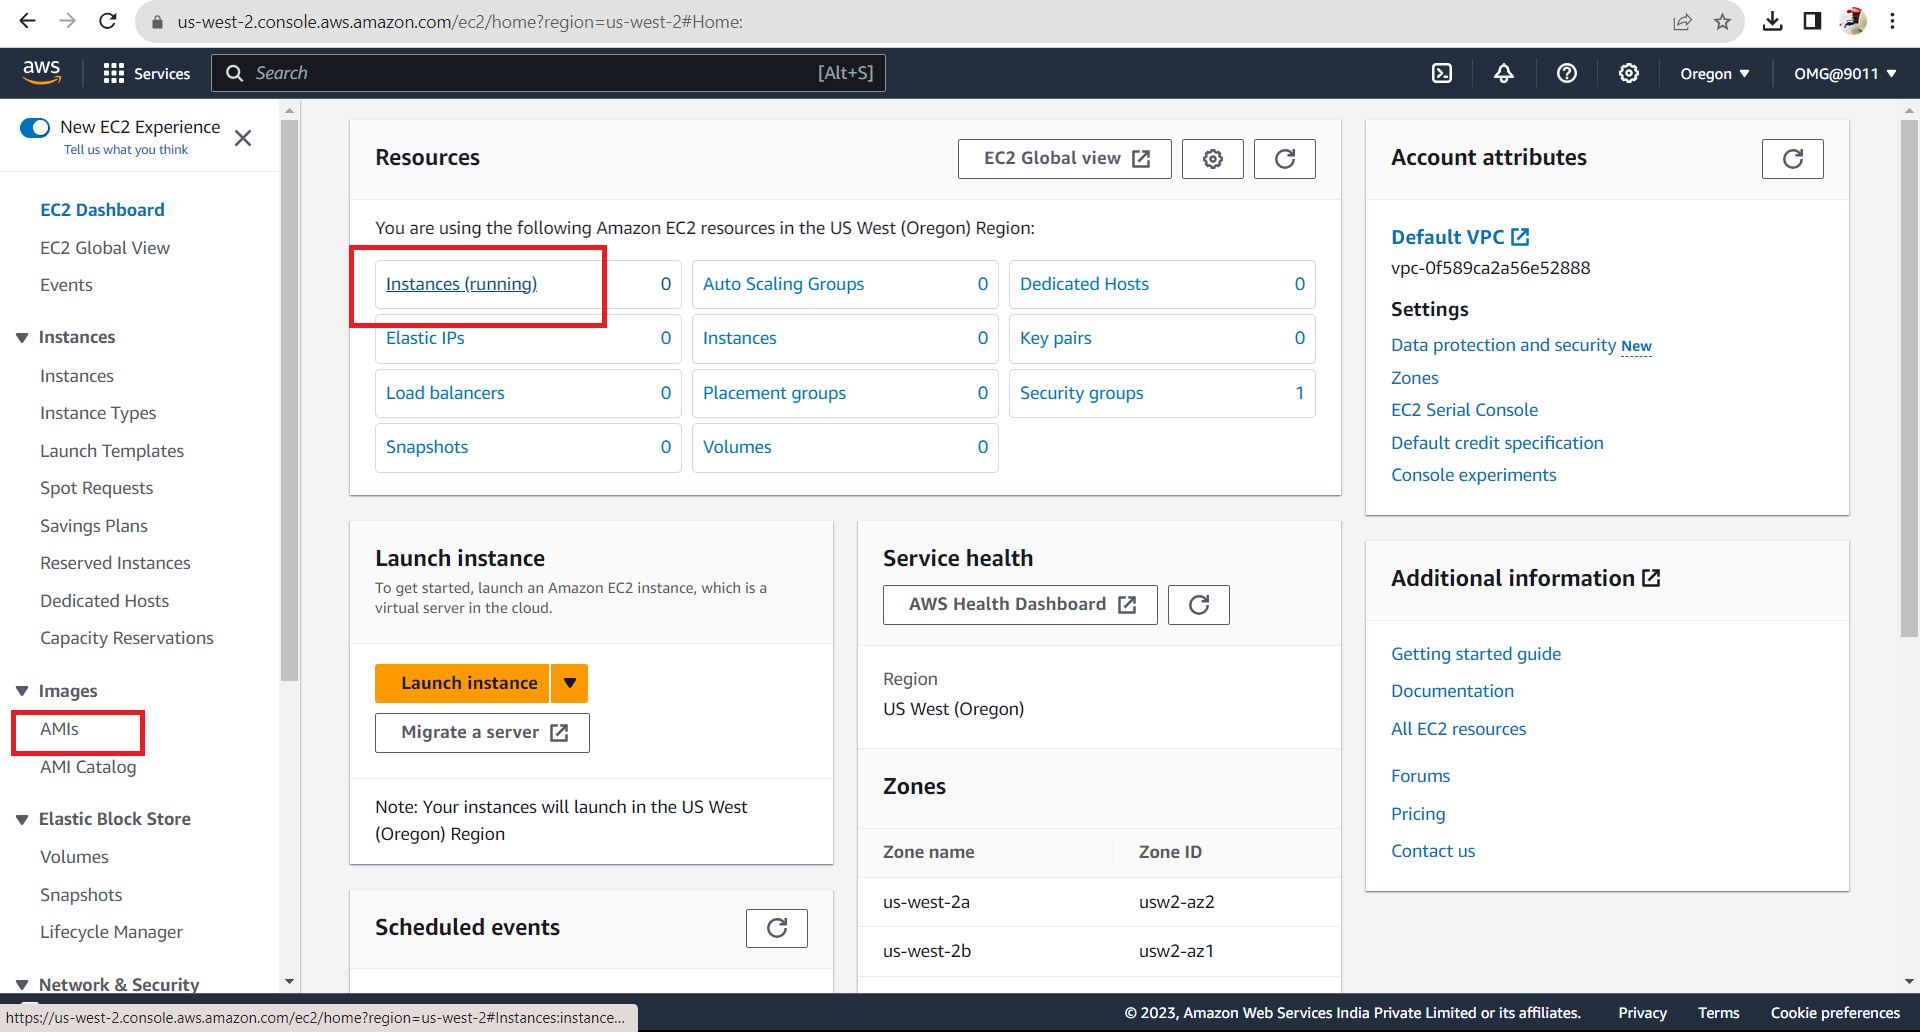 us-west-2.console.aws.amazon.com/ec2/home?region=us-west-2#Home:
aws
Services
Search
[Alt+S]
Oregon
OMG@9011
New EC2 Experience
Tell us what you think
EC2 Dashboard
EC2 Global View
Events
Instances
Instances
Instance Types
Launch Templates
Spot Requests
Savings Plans
Reserved Instances
Dedicated Hosts
Capacity Reservations
Images
AMIs
AMI Catalog
Elastic Block Store
Volumes
Snapshots
Lifecycle Manager
Network & Security
Resources
EC2 Global view
You are using the following Amazon EC2 resources in the US West (Oregon) Region:
Instances (running) 0
Auto Scaling Groups 0
Dedicated Hosts 0
Elastic IPs 0
Instances 0
Key pairs 0
Load balancers 0
Placement groups 0
Security groups 1
Snapshots 0
Volumes 0
Launch instance
To get started, launch an Amazon EC2 instance, which is a
virtual server in the cloud.
Launch instance
Migrate a server
Note: Your instances will launch in the US West
(Oregon) Region
Scheduled events
Service health
AWS Health Dashboard
Region
US West (Oregon)
Zones
Zone name Zone ID
us-west-2a usw2-az2
us-west-2b usw2-az1
Account attributes
Default VPC
vpc-0f589ca2a56e52888
Settings
Data protection and security New
Zones
EC2 Serial Console
Default credit specification
Console experiments
Additional information
Getting started guide
Documentation
All EC2 resources
Forums
Pricing
Contact us
https://us-west-2.console.aws.amazon.com/ec2/home?region=us-west-2#Instances:instance...
© 2023, Amazon Web Services India Private Limited or its affiliates.
Privacy
Terms
Cookie preferences